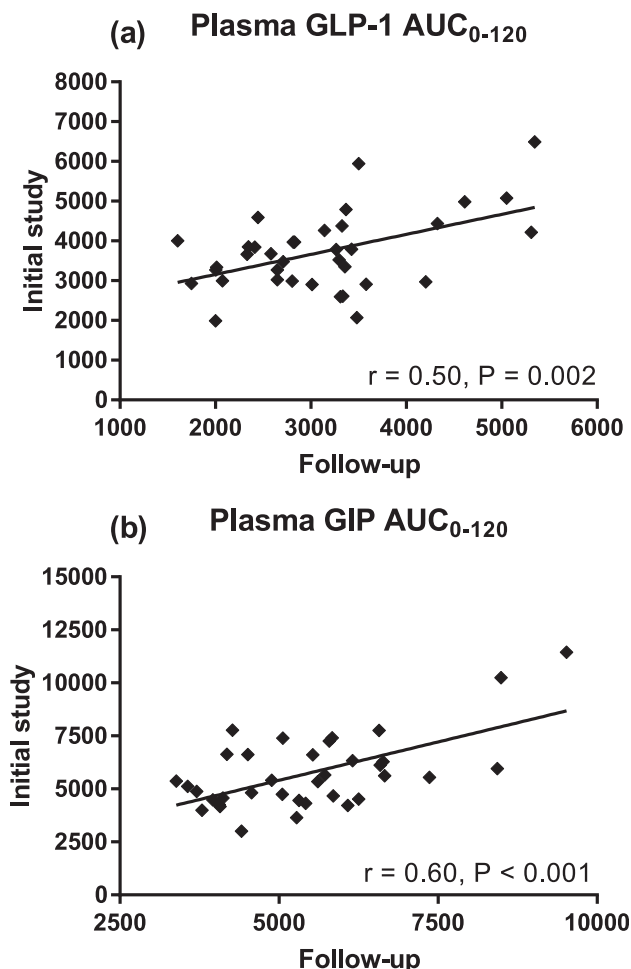 (a) Plasma GLP-1 AUC0-120
8000
7000
6000
5000
4000
3000
2000
1000
0
Initial study
r = 0.50, P = 0.002
1000 2000 3000 4000 5000 6000
Follow-up
(b) Plasma GIP AUC0-120
15000
12500
10000
7500
5000
2500
0
Initial study
r = 0.60, P < 0.001
2500 5000 7500 10000
Follow-up